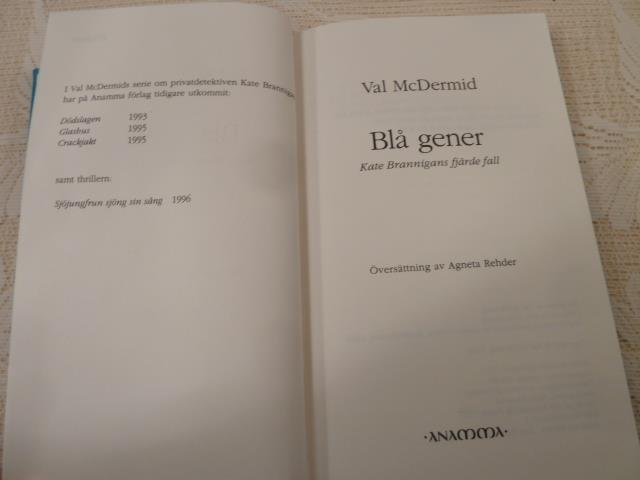 I Val McDermids serie om privatdetektiven Kate Brannigan
har på Anamma förlag tidigare utkommit:
Dödslagen 1993
Glashus 1995
Crackjakt 1995
samt thrillern:
Sjöjungfrun sjöng sin sång 1996
Val McDermid
Blå gener
Kate Brannigans fjärde fall
Översättning av Agneta Rehder
·ANAMMA·